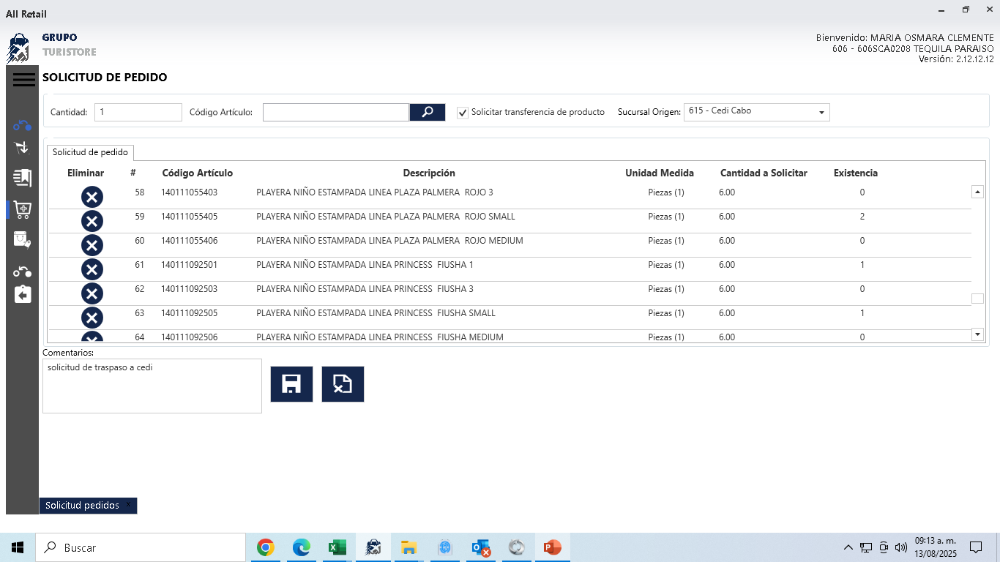 All Retail
GRUPO
TURISTORE
Bienvenido: MARIA OSMARA CLEMENTE
606 - 606SCA0208 TEQUILA PARAISO
Versión: 2.12.12.12
SOLICITUD DE PEDIDO
Cantidad: 1 Código Artículo: Solicitar transferencia de producto Sucursal Origen: 615 - Cedi Cabo
Solicitud de pedido
Eliminar # Código Artículo Descripción Unidad Medida Cantidad a Solicitar Existencia
58 140111055403 PLAYERA NIÑO ESTAMPADA LINEA PLAZA PALMERA  ROJO 3 Piezas (1) 6.00 0
59 140111055405 PLAYERA NIÑO ESTAMPADA LINEA PLAZA PALMERA  ROJO SMALL Piezas (1) 6.00 2
60 140111055406 PLAYERA NIÑO ESTAMPADA LINEA PLAZA PALMERA  ROJO MEDIUM Piezas (1) 6.00 0
61 140111092501 PLAYERA NIÑO ESTAMPADA LINEA PRINCESS  FIUSHA 1 Piezas (1) 6.00 1
62 140111092503 PLAYERA NIÑO ESTAMPADA LINEA PRINCESS  FIUSHA 3 Piezas (1) 6.00 0
63 140111092505 PLAYERA NIÑO ESTAMPADA LINEA PRINCESS  FIUSHA SMALL Piezas (1) 6.00 1
64 140111092506 PLAYERA NIÑO ESTAMPADA LINEA PRINCESS  FIUSHA MEDIUM Piezas (1) 6.00 0
Comentarios:
solicitud de traspaso a cedi
Solicitud pedidos x
Buscar
09:13 a. m.
13/08/2025